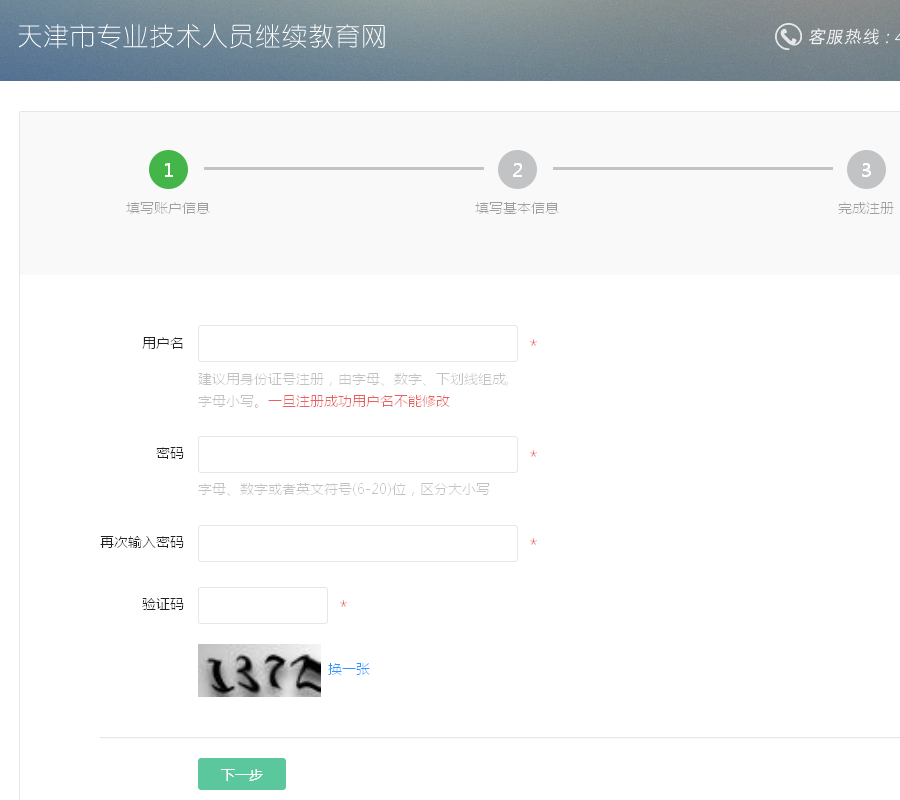 天津市专业技术人员继续教育网
客服热线：4
1
2
3
填写账户信息
填写基本信息
完成注册
用户名
*
建议用身份证号注册，由字母、数字、下划线组成,
字母小写。一旦注册成功用户名不能修改
密码
*
字母、数字或者英文符号(6-20)位，区分大小写
再次输入密码
*
验证码
*
1372 换一张
下一步